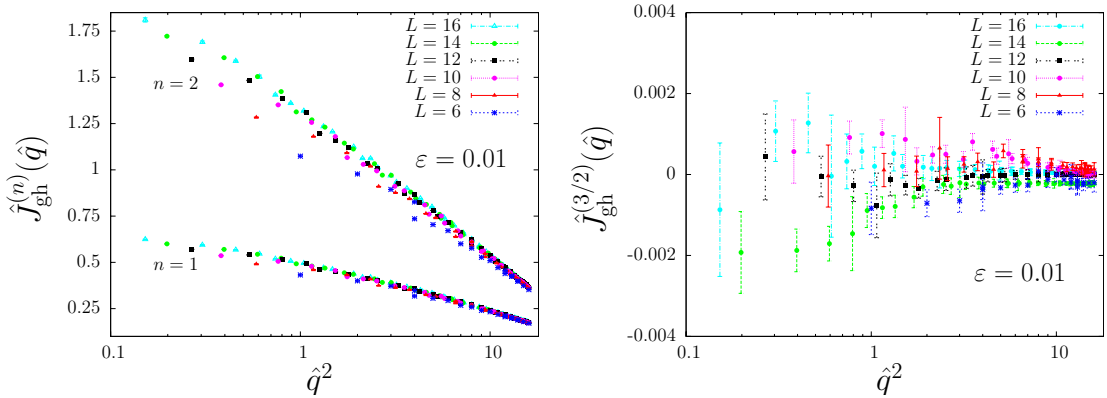 1.75
1.5
1.25
1
0.75
0.5
0.25
0.1
1
10
Ĵ_gh^(n)(q̂)
q̂²
n = 2
n = 1
ε = 0.01
L = 16
L = 14
L = 12
L = 10
L = 8
L = 6
0.004
0.002
0
-0.002
-0.004
0.1
1
10
Ĵ_gh^(3/2)(q̂)
q̂²
ε = 0.01
L = 16
L = 14
L = 12
L = 10
L = 8
L = 6